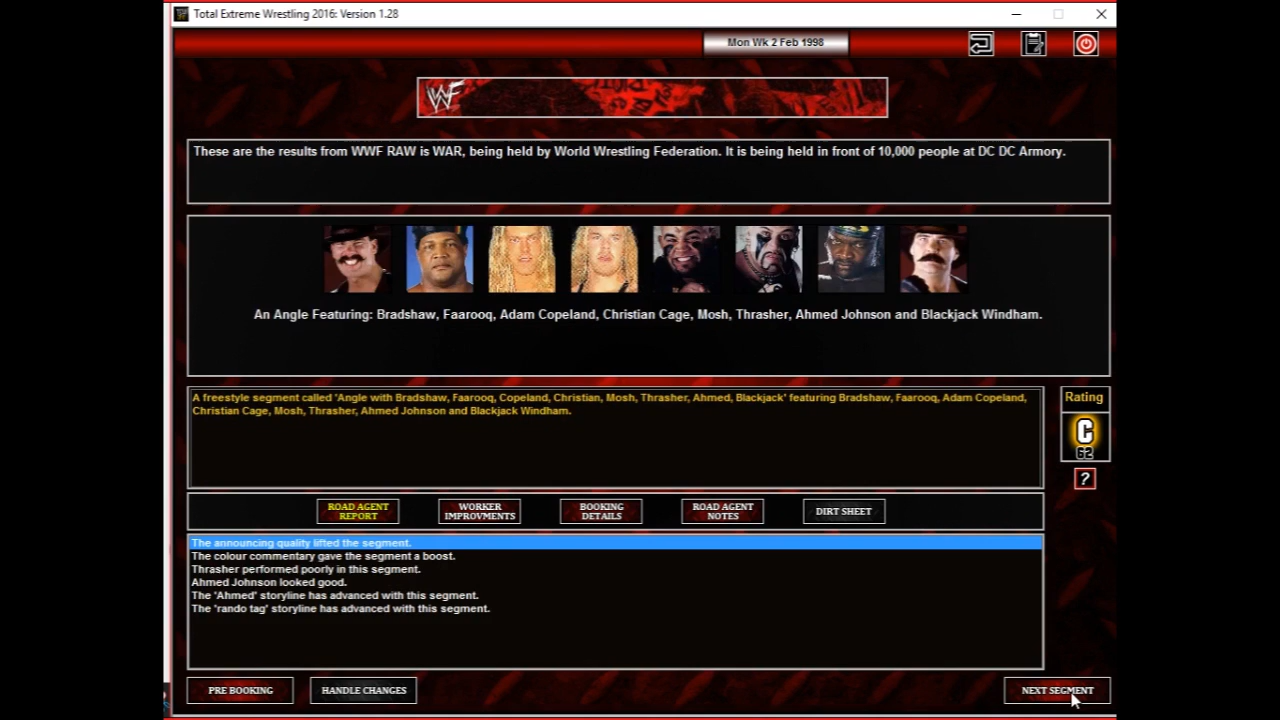 Total Extreme Wrestling 2016: Version 1.28
Mon Wk 2 Feb 1998
WF
These are the results from WWF RAW is WAR, being held by World Wrestling Federation. It is being held in front of 10,000 people at DC DC Armory.
An Angle Featuring: Bradshaw, Faarooq, Adam Copeland, Christian Cage, Mosh, Thrasher, Ahmed Johnson and Blackjack Windham.
A freestyle segment called 'Angle with Bradshaw, Faarooq, Copeland, Christian, Mosh, Thrasher, Ahmed, Blackjack' featuring Bradshaw, Faarooq, Adam Copeland,
Christian Cage, Mosh, Thrasher, Ahmed Johnson and Blackjack Windham.
Rating
C
62
?
ROAD AGENT
REPORT
WORKER
IMPROVMENTS
BOOKING
DETAILS
ROAD AGENT
NOTES
DIRT SHEET
The announcing quality lifted the segment.
The colour commentary gave the segment a boost.
Thrasher performed poorly in this segment.
Ahmed Johnson looked good.
The 'Ahmed' storyline has advanced with this segment.
The 'rando tag' storyline has advanced with this segment.
PRE BOOKING
HANDLE CHANGES
NEXT SEGMENT